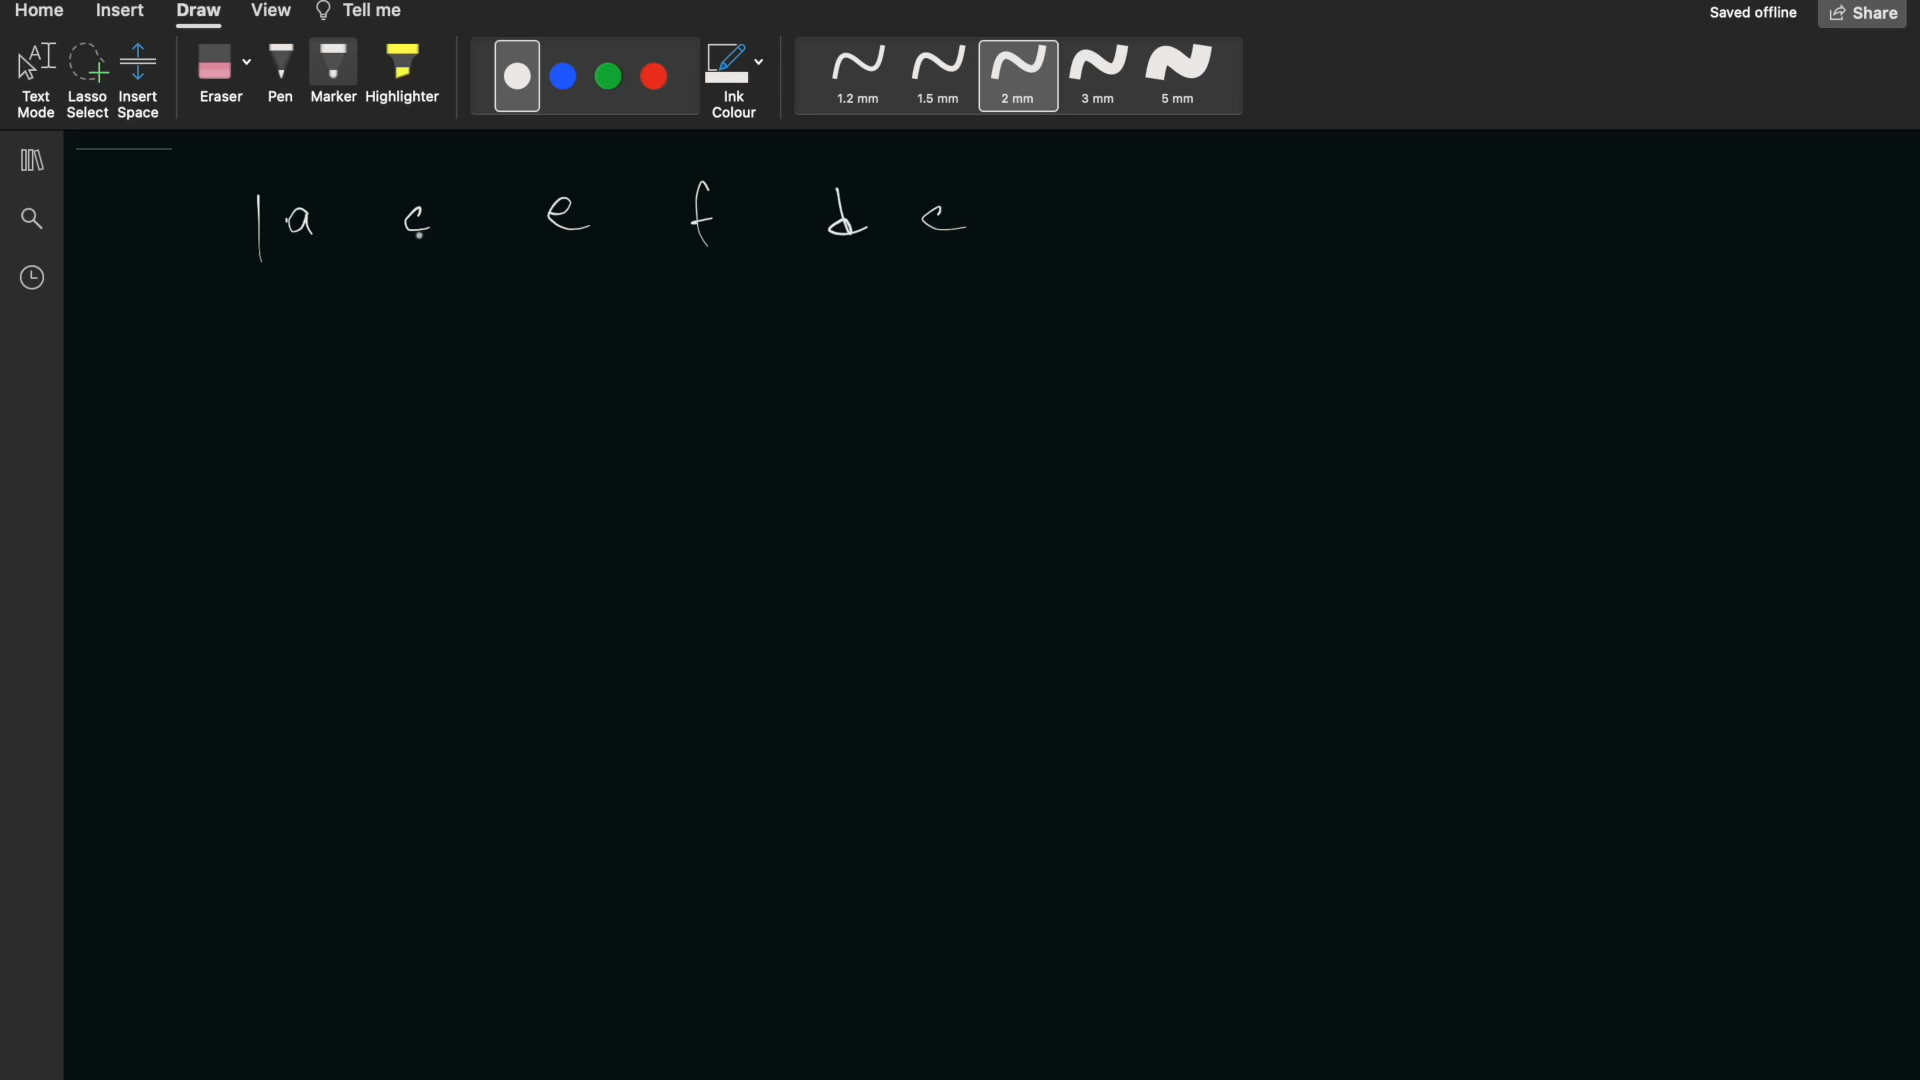 Home Insert Draw View Tell me Saved offline Share
Text Mode Lasso Select Insert Space Eraser Pen Marker Highlighter Ink Colour 1.2 mm 1.5 mm 2 mm 3 mm 5 mm
| a c e f d c